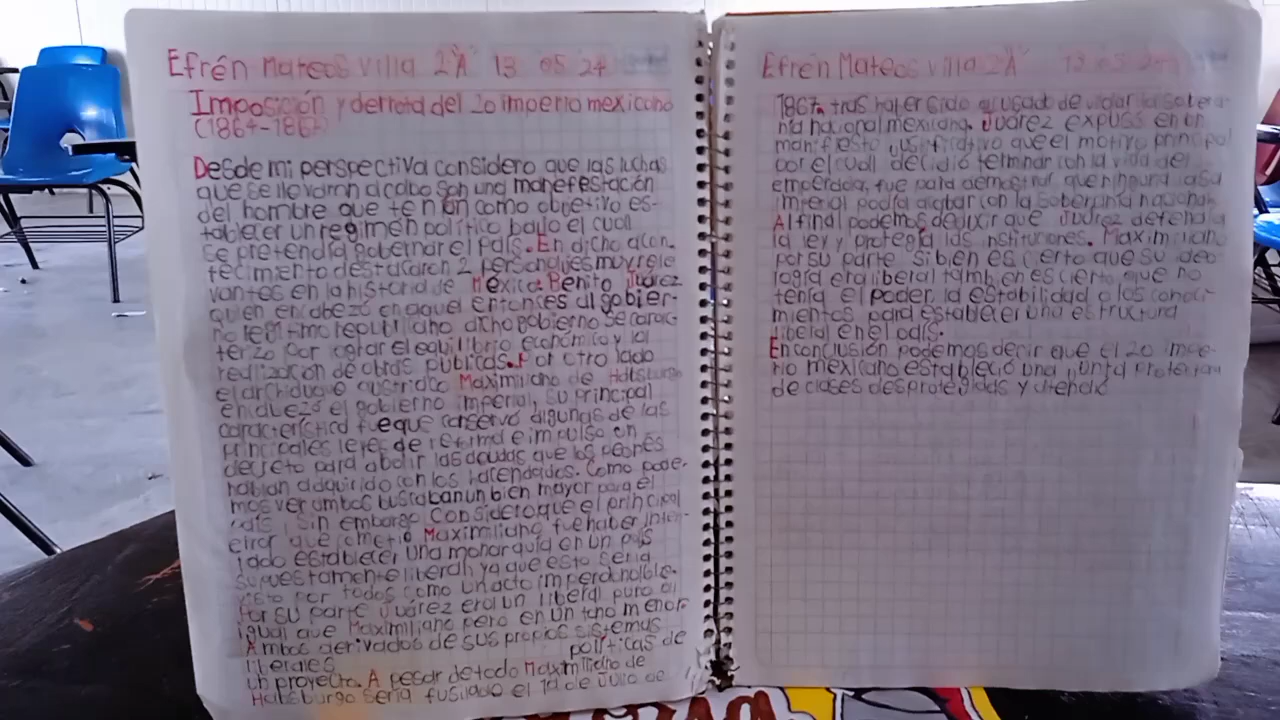 Efrén Mateos Villa 2°"A" 13 05 24
Imposición y derrota del 2o imperio mexicano
(1864-1867)
Desde mi perspectiva considero que las luchas
que se llevaron a cabo son una manefestación
del hombre que tenían como objetivo es-
tablecer un regimen político bajo el cual
se pretendía gobernar el país. En dicho acon-
tecimiento destacaron 2 personajes muy rele
vantes en la historia de México. Benito Juárez
quien encabezó en aquel entonces al gobier-
no legitimo republicano dicho gobierno se carac-
terizo por lograr el equilibrio económico y la
realización de obras públicas. Por otro lado
el archiduque austriaco Maximiliano de Habsburgo
encabezó el gobierno imperial, su principal
característica fue que conservó algunas de las
principales leyes de reforma e impulso un
decreto para abolir las deudas que los peones
habían adquirido con los hacendados. Como pode-
mos ver ambos buscaban un bien mayor para el
país, Sin embargo considero que el principal
error que cometió Maximiliano fue haber inten-
tado establecer una monarquía en un país
supuestamente liberal, ya que esto sería
visto por todos como un acto imperdonable.
Por su parte Juárez era un liberal puro al
igual que Maximiliano pero en un tono menor
Ambos derivados de sus propios sistemas
políticas de
liberales
un proyecto. A pesar de todo Maximiliano de
Habsburgo sería fusilado el 19 de Julio de
Efrén Mateos Villa 2°"A" 13 05 24
1867. tras haber sido acusado de violar la sobera-
nía nacional mexicana. Juárez expuso en un
manifiesto justificativo que el motivo principal
por el cual decidió terminar con la vida del
emperador, fue para demostrar que ninguna casa
imperial podía acabar con la soberanía nacional.
Al final podemos deducir que Juárez defendía
la ley y protegía las instituciones. Maximiliano
por su parte si bien es cierto que su ideo-
logía era liberal también es cierto que no
tenía el poder, la estabilidad o los conoci-
mientos para establecer una estructura
liberal en el país.
En conclusión podemos decir que el 2o impe-
rio mexicano estableció una junta protectora
de clases desprotegidas y atendio